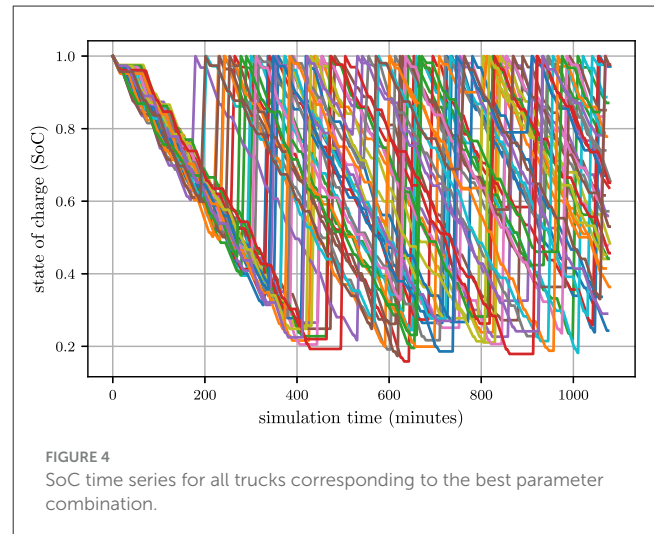 1.0
0.8
0.6
0.4
0.2
state of charge (SoC)
0
200
400
600
800
1000
simulation time (minutes)
FIGURE 4
SoC time series for all trucks corresponding to the best parameter
combination.